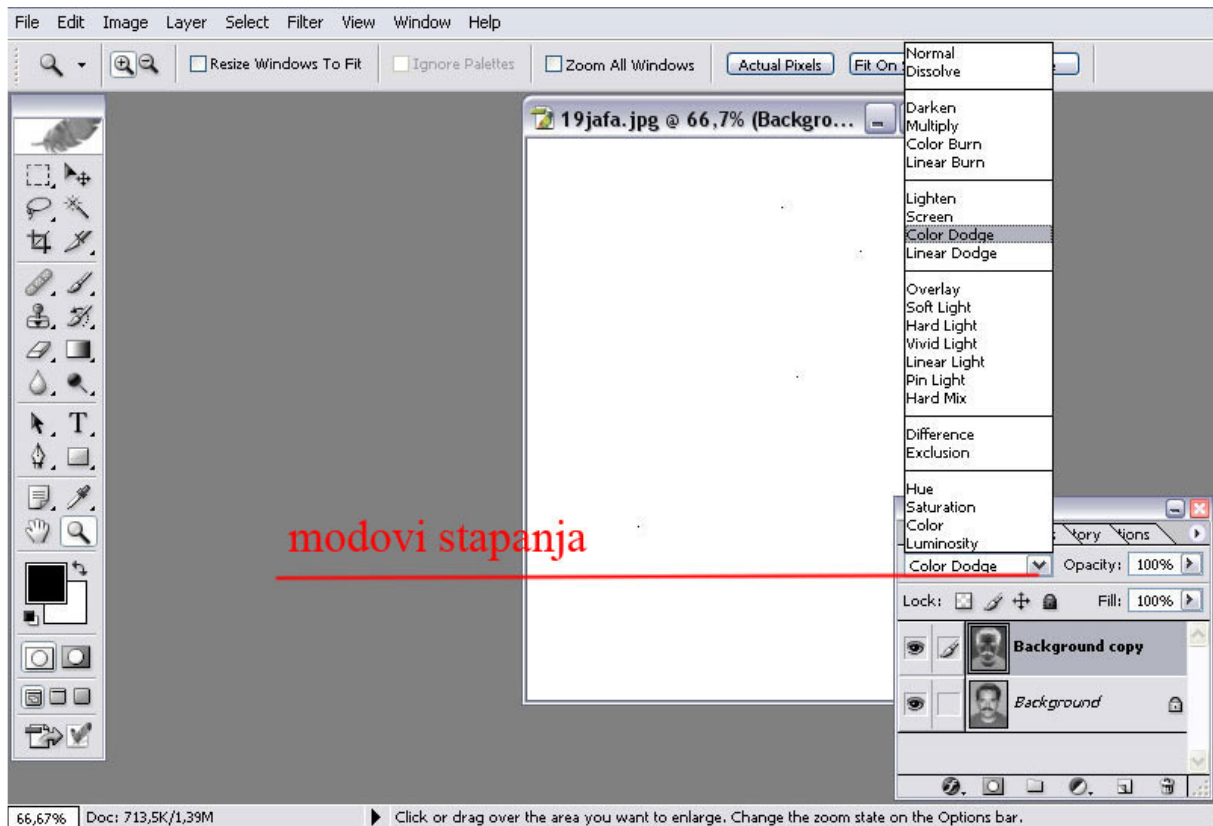 File Edit Image Layer Select Filter View Window Help
Resize Windows To Fit Ignore Palettes Zoom All Windows Actual Pixels Fit On
19jafa.jpg @ 66,7% (Backgro...
Normal
Dissolve
Darken
Multiply
Color Burn
Linear Burn
Lighten
Screen
Color Dodge
Linear Dodge
Overlay
Soft Light
Hard Light
Vivid Light
Linear Light
Pin Light
Hard Mix
Difference
Exclusion
Hue
Saturation
Color
Luminosity
modovi stapanja
tory tions
Color Dodge Opacity: 100%
Lock: Fill: 100%
Background copy
Background
66,67% Doc: 713,5K/1,39M Click or drag over the area you want to enlarge. Change the zoom state on the Options bar.